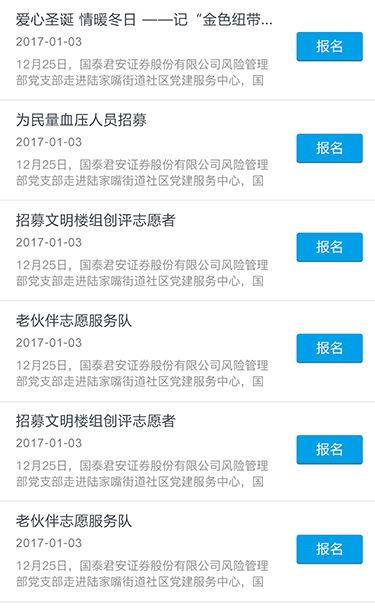 爱心圣诞 情暖冬日 ——记“金色纽带...
2017-01-03
报名
12月25日，国泰君安证券股份有限公司风险管理
部党支部走进陆家嘴街道社区党建服务中心，国
为民量血压人员招募
2017-01-03
报名
12月25日，国泰君安证券股份有限公司风险管理
部党支部走进陆家嘴街道社区党建服务中心，国
招募文明楼组创评志愿者
2017-01-03
报名
12月25日，国泰君安证券股份有限公司风险管理
部党支部走进陆家嘴街道社区党建服务中心，国
老伙伴志愿服务队
2017-01-03
报名
12月25日，国泰君安证券股份有限公司风险管理
部党支部走进陆家嘴街道社区党建服务中心，国
招募文明楼组创评志愿者
2017-01-03
报名
12月25日，国泰君安证券股份有限公司风险管理
部党支部走进陆家嘴街道社区党建服务中心，国
老伙伴志愿服务队
2017-01-03
报名
12月25日，国泰君安证券股份有限公司风险管理
部党支部走进陆家嘴街道社区党建服务中心，国